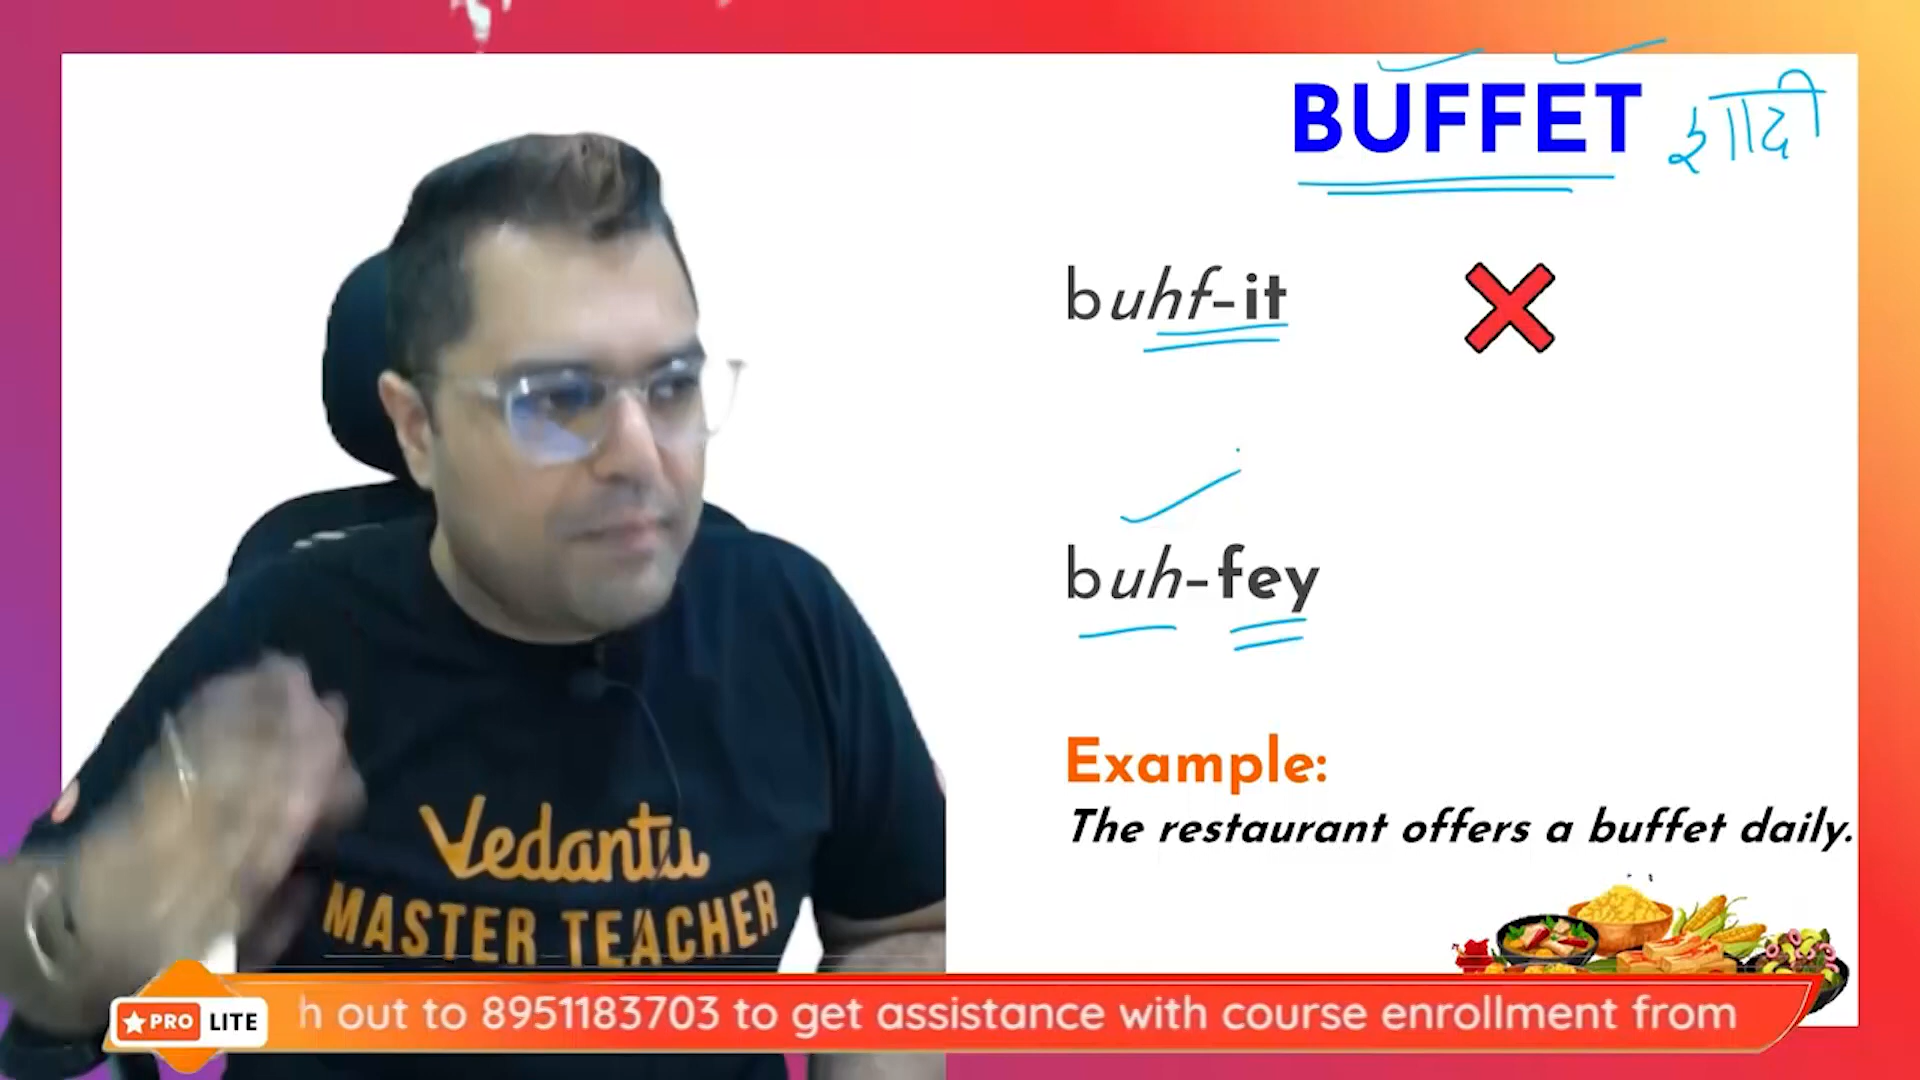 BUFFET शादी
buhf-it
buh-fey
Example:
The restaurant offers a buffet daily.
Vedantu
MASTER TEACHER
PRO LITE
h out to 8951183703 to get assistance with course enrollment from